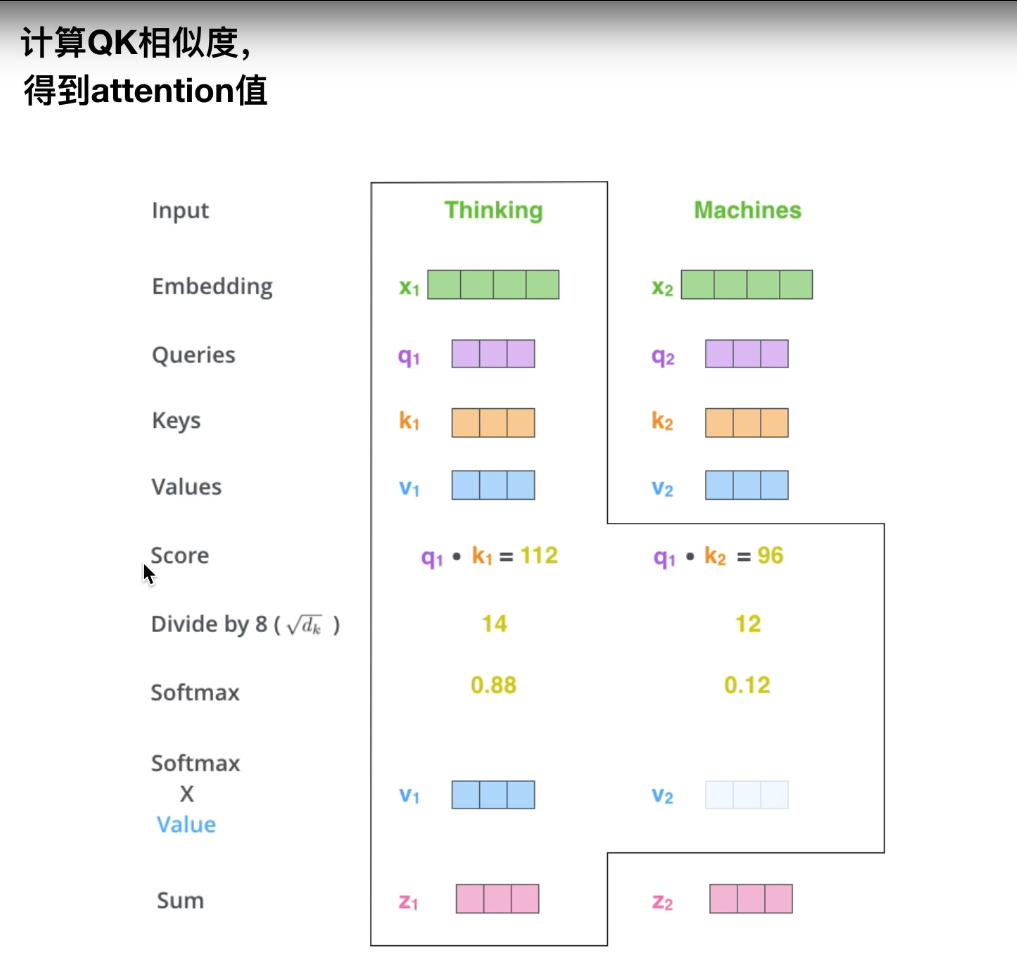 计算QK相似度，
得到attention值
Input Thinking Machines
Embedding x₁ x₂
Queries q₁ q₂
Keys k₁ k₂
Values v₁ v₂
Score q₁ • k₁ = 112 q₁ • k₂ = 96
Divide by 8 ( √dₖ ) 14 12
Softmax 0.88 0.12
Softmax
X v₁ v₂
Value
Sum z₁ z₂